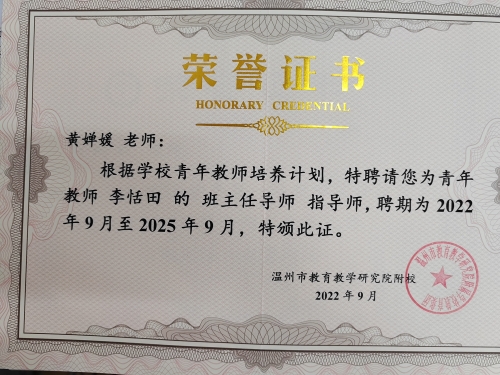 荣誉证书
HONORARY CREDENTIAL
黄婵媛 老师：
根据学校青年教师培养计划，特聘请您为青年
教师 李恬田 的 班主任导师 指导师，聘期为 2022
年 9 月至 2025 年 9 月，特颁此证。
温州市教育教学研究院附校
2022 年 9 月